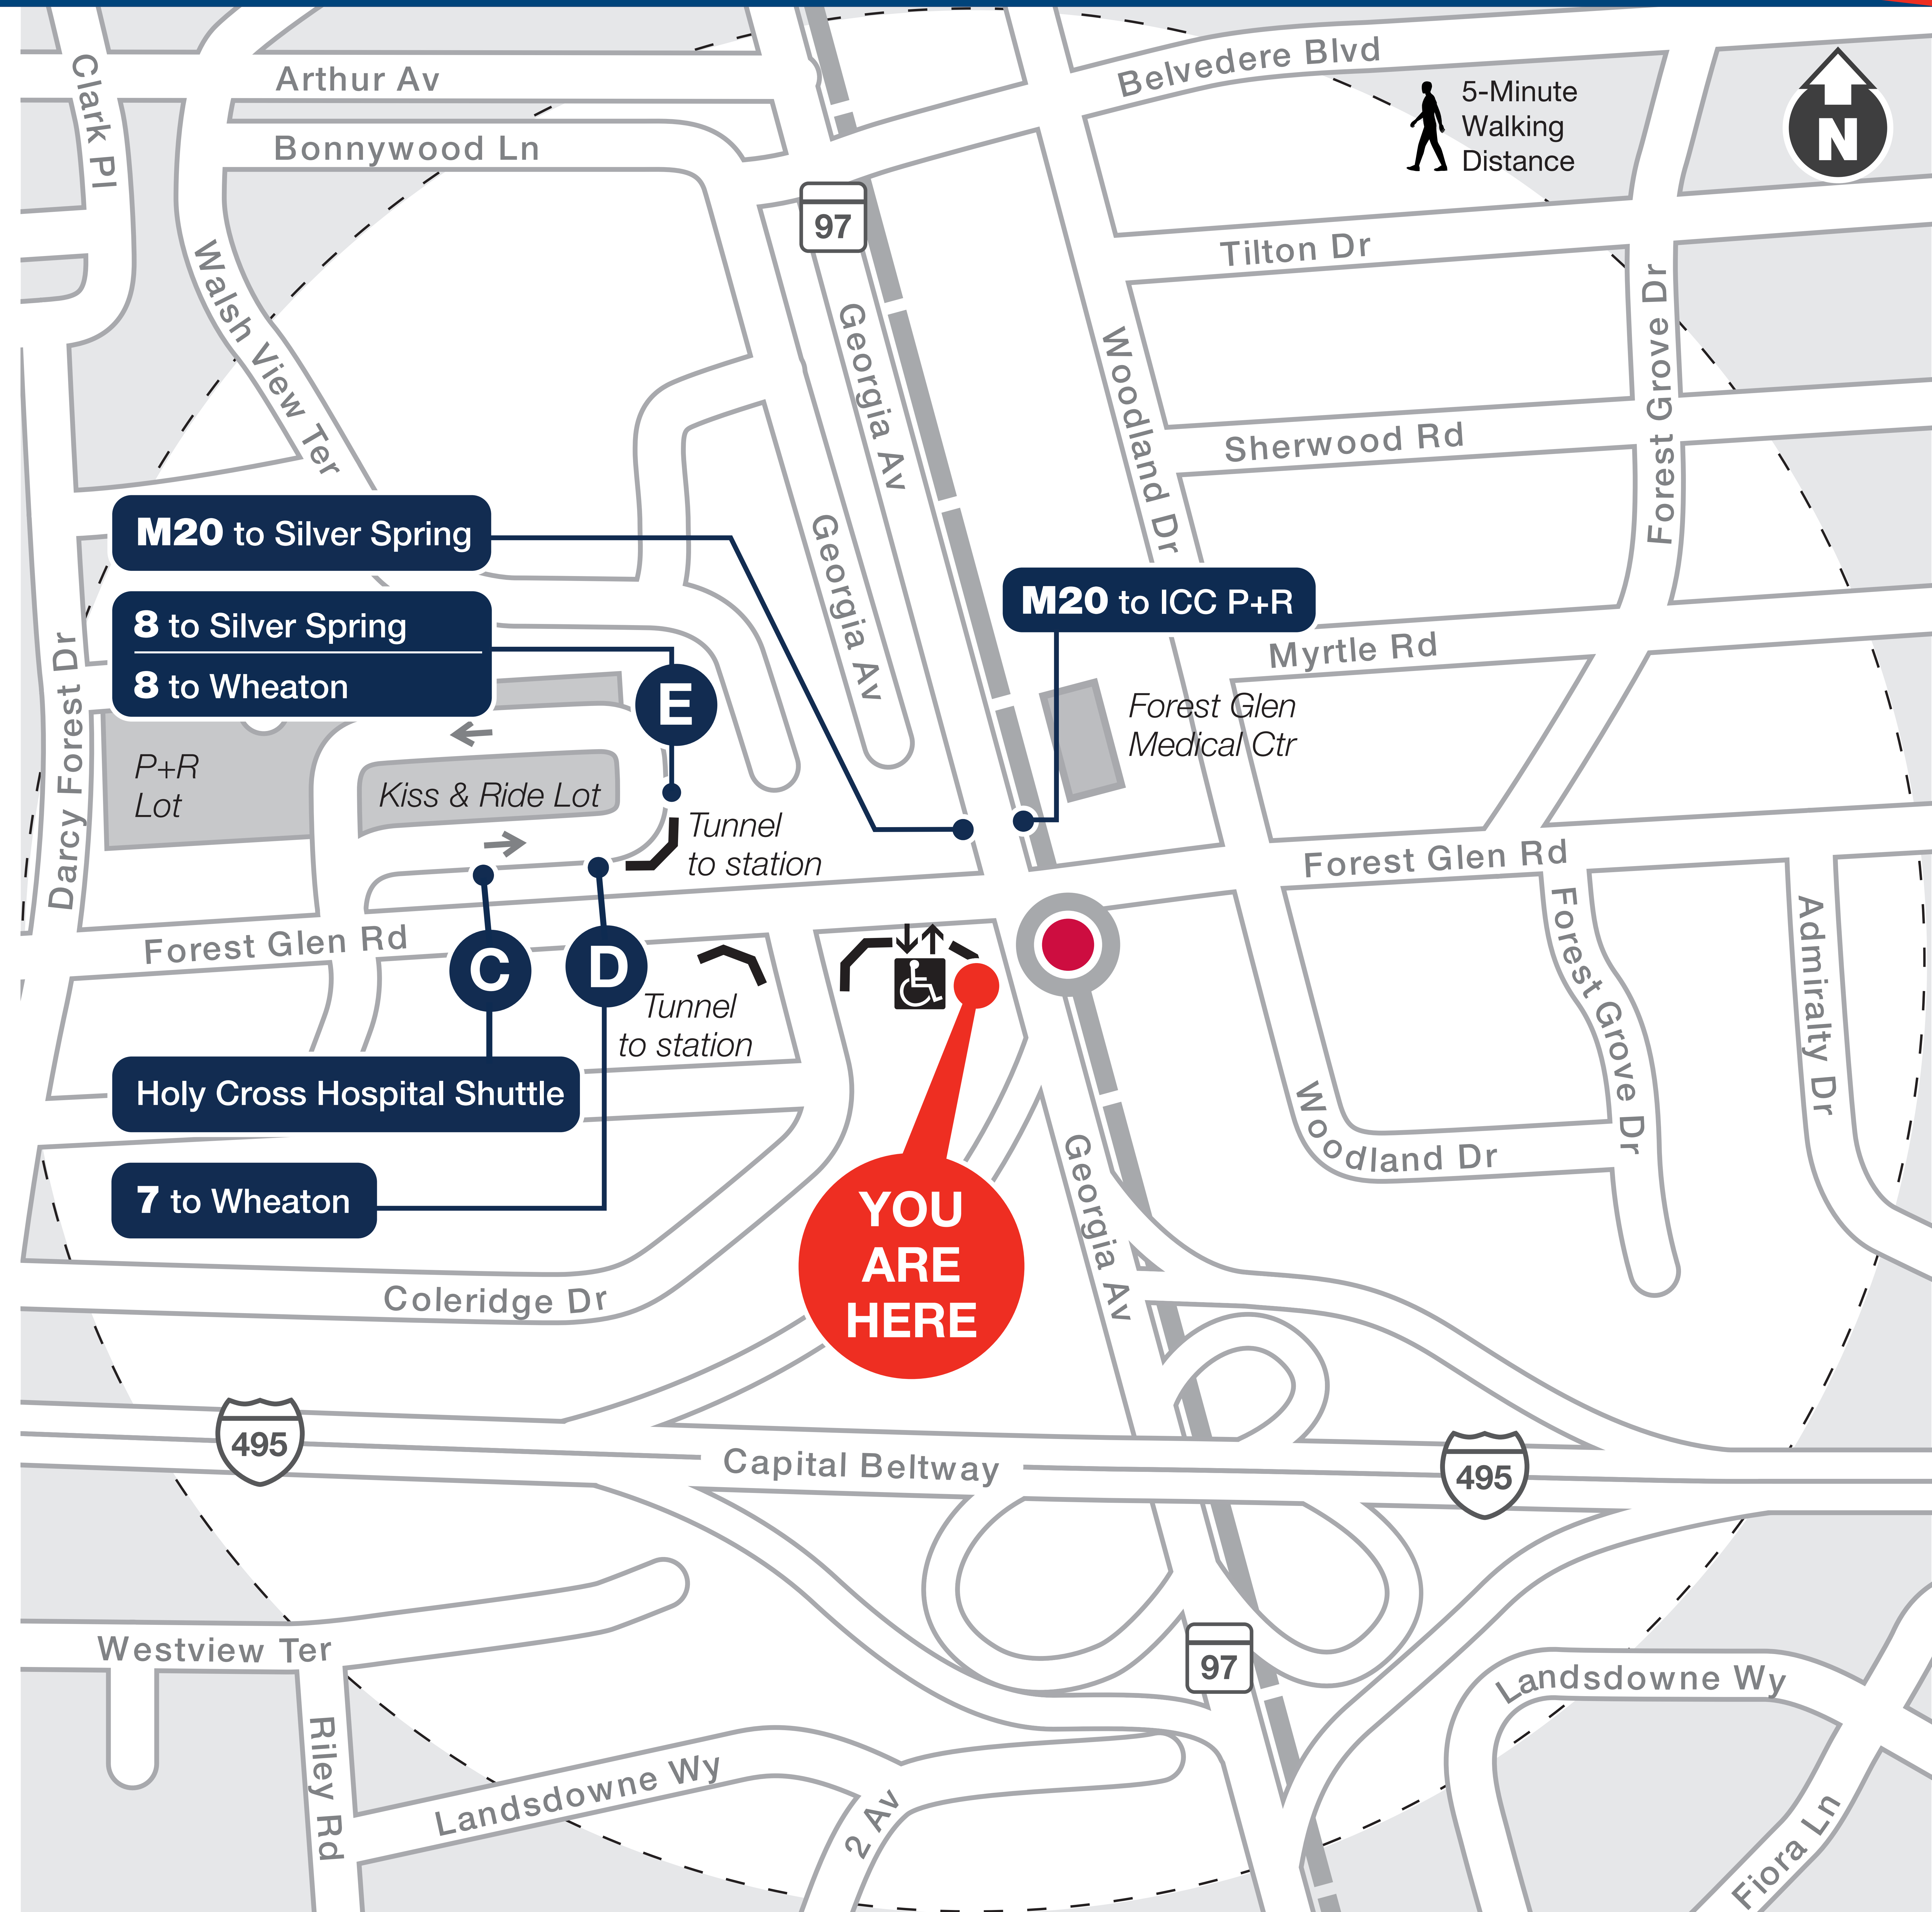 Clark Pl
Arthur Av
Bonnywood Ln
Belvedere Blvd
5-Minute
Walking
Distance
N
97
Tilton Dr
Walsh View Ter
Georgia Av
Woodland Dr
Forest Grove Dr
Sherwood Rd
M20 to Silver Spring
Georgia Av
M20 to ICC P+R
8 to Silver Spring
8 to Wheaton
E
Myrtle Rd
Forest Glen
Medical Ctr
Darcy Forest Dr
P+R
Lot
Kiss & Ride Lot
Tunnel
to station
Forest Glen Rd
Forest Glen Rd
C
D
Tunnel
to station
Forest Grove Dr
Admiralty Dr
Holy Cross Hospital Shuttle
Woodland Dr
7 to Wheaton
YOU
ARE
HERE
Georgia Av
Coleridge Dr
495
Capital Beltway
495
Westview Ter
97
Landsdowne Wy
Riley Rd
Landsdowne Wy
2 Av
Fiora Ln